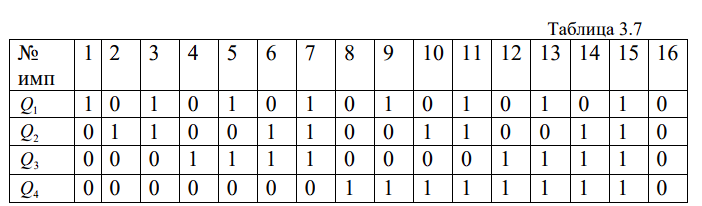 Таблица 3.7
№ имп 1 2 3 4 5 6 7 8 9 10 11 12 13 14 15 16
Q₁ 1 0 1 0 1 0 1 0 1 0 1 0 1 0 1 0
Q₂ 0 1 1 0 0 1 1 0 0 1 1 0 0 1 1 0
Q₃ 0 0 0 1 1 1 1 0 0 0 0 1 1 1 1 0
Q₄ 0 0 0 0 0 0 0 1 1 1 1 1 1 1 1 0